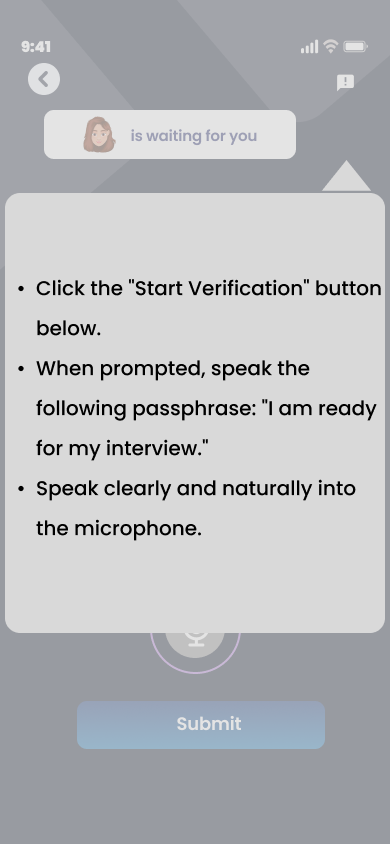 9:41
is waiting for you
• Click the "Start Verification" button
below.
• When prompted, speak the
following passphrase: "I am ready
for my interview."
• Speak clearly and naturally into
the microphone.
Submit